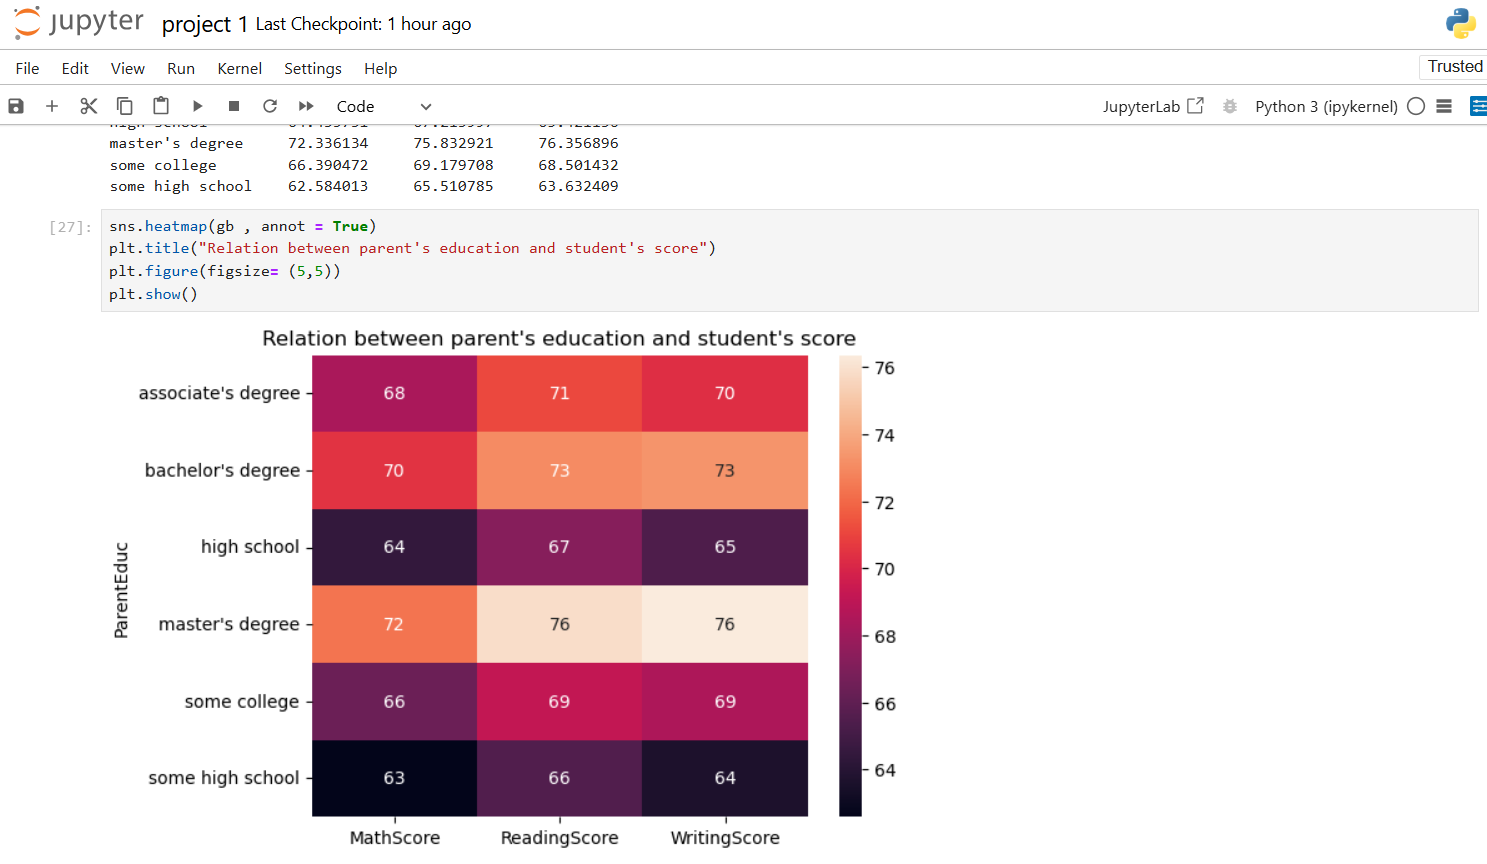 jupyter project 1 Last Checkpoint: 1 hour ago
File Edit View Run Kernel Settings Help Trusted
Code JupyterLab Python 3 (ipykernel)
high school
master's degree 72.336134 75.832921 76.356896
some college 66.390472 69.179708 68.501432
some high school 62.584013 65.510785 63.632409
[27]: sns.heatmap(gb , annot = True)
plt.title("Relation between parent's education and student's score")
plt.figure(figsize= (5,5))
plt.show()
Relation between parent's education and student's score
associate's degree 68 71 70
bachelor's degree 70 73 73
high school 64 67 65
master's degree 72 76 76
some college 66 69 69
some high school 63 66 64
MathScore ReadingScore WritingScore
ParentEduc
76
74
72
70
68
66
64